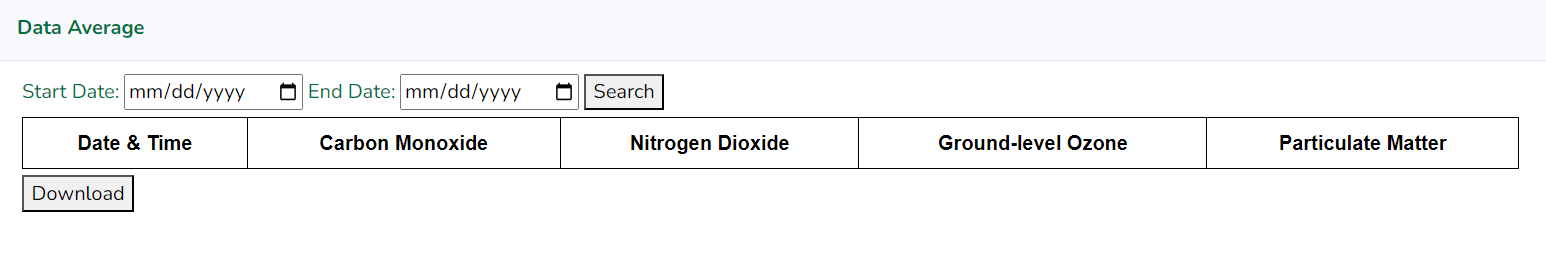 Data Average
Start Date: mm/dd/yyyy End Date: mm/dd/yyyy Search
Date & Time Carbon Monoxide Nitrogen Dioxide Ground-level Ozone Particulate Matter
Download